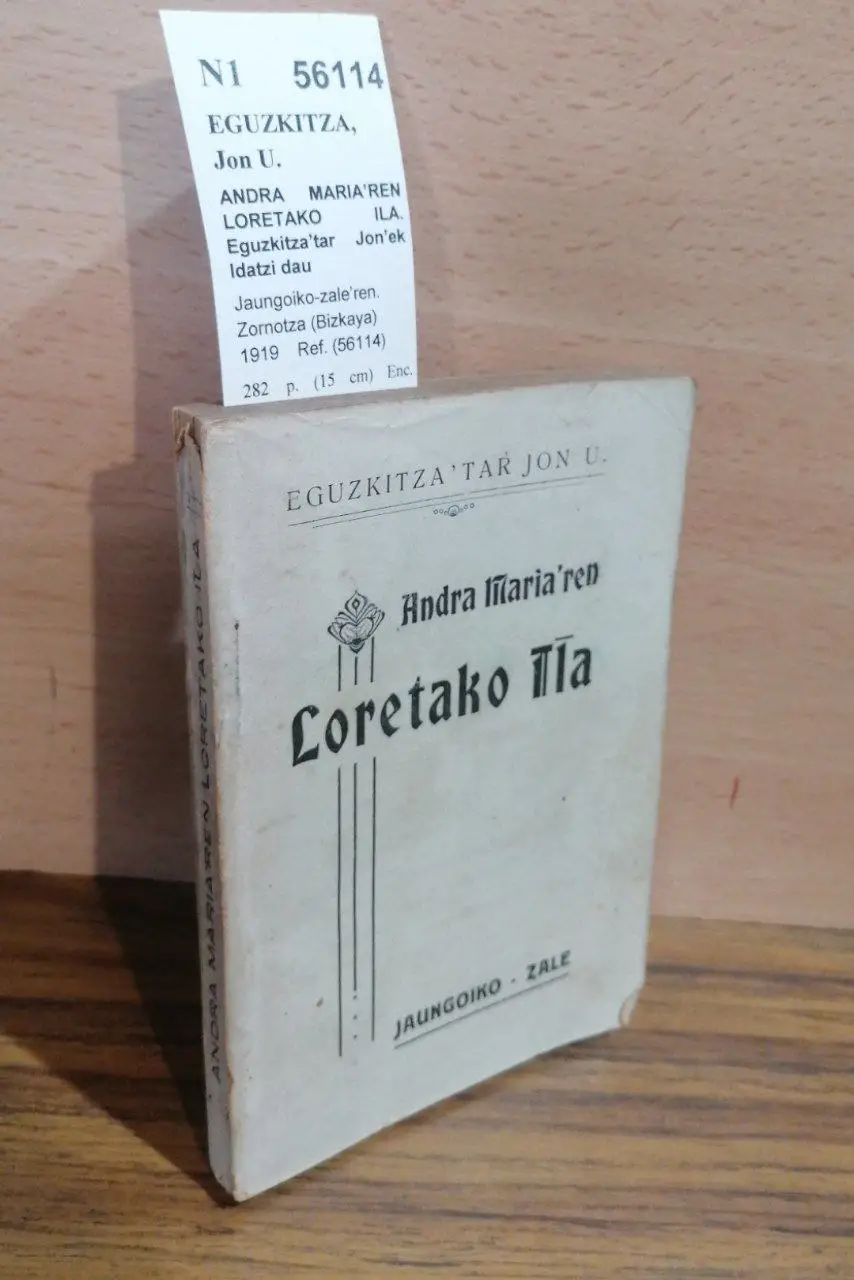 N1 56114
EGUZKITZA,
Jon U.
ANDRA MARIA'REN
LORETAKO ILA.
Eguzkitza'tar Jon'ek
Idatzi dau
Jaungoiko-zale'ren.
Zornotza (Bizkaya)
1919 Ref. (56114)
282 p. (15 cm) Enc.
EGUZKITZA'TAŔ JON U.
Andra Maria'ren
Loretako Il̄a
JAUNGOIKO - ZALE
ANDRA MARIA'REN LORETAKO ILA